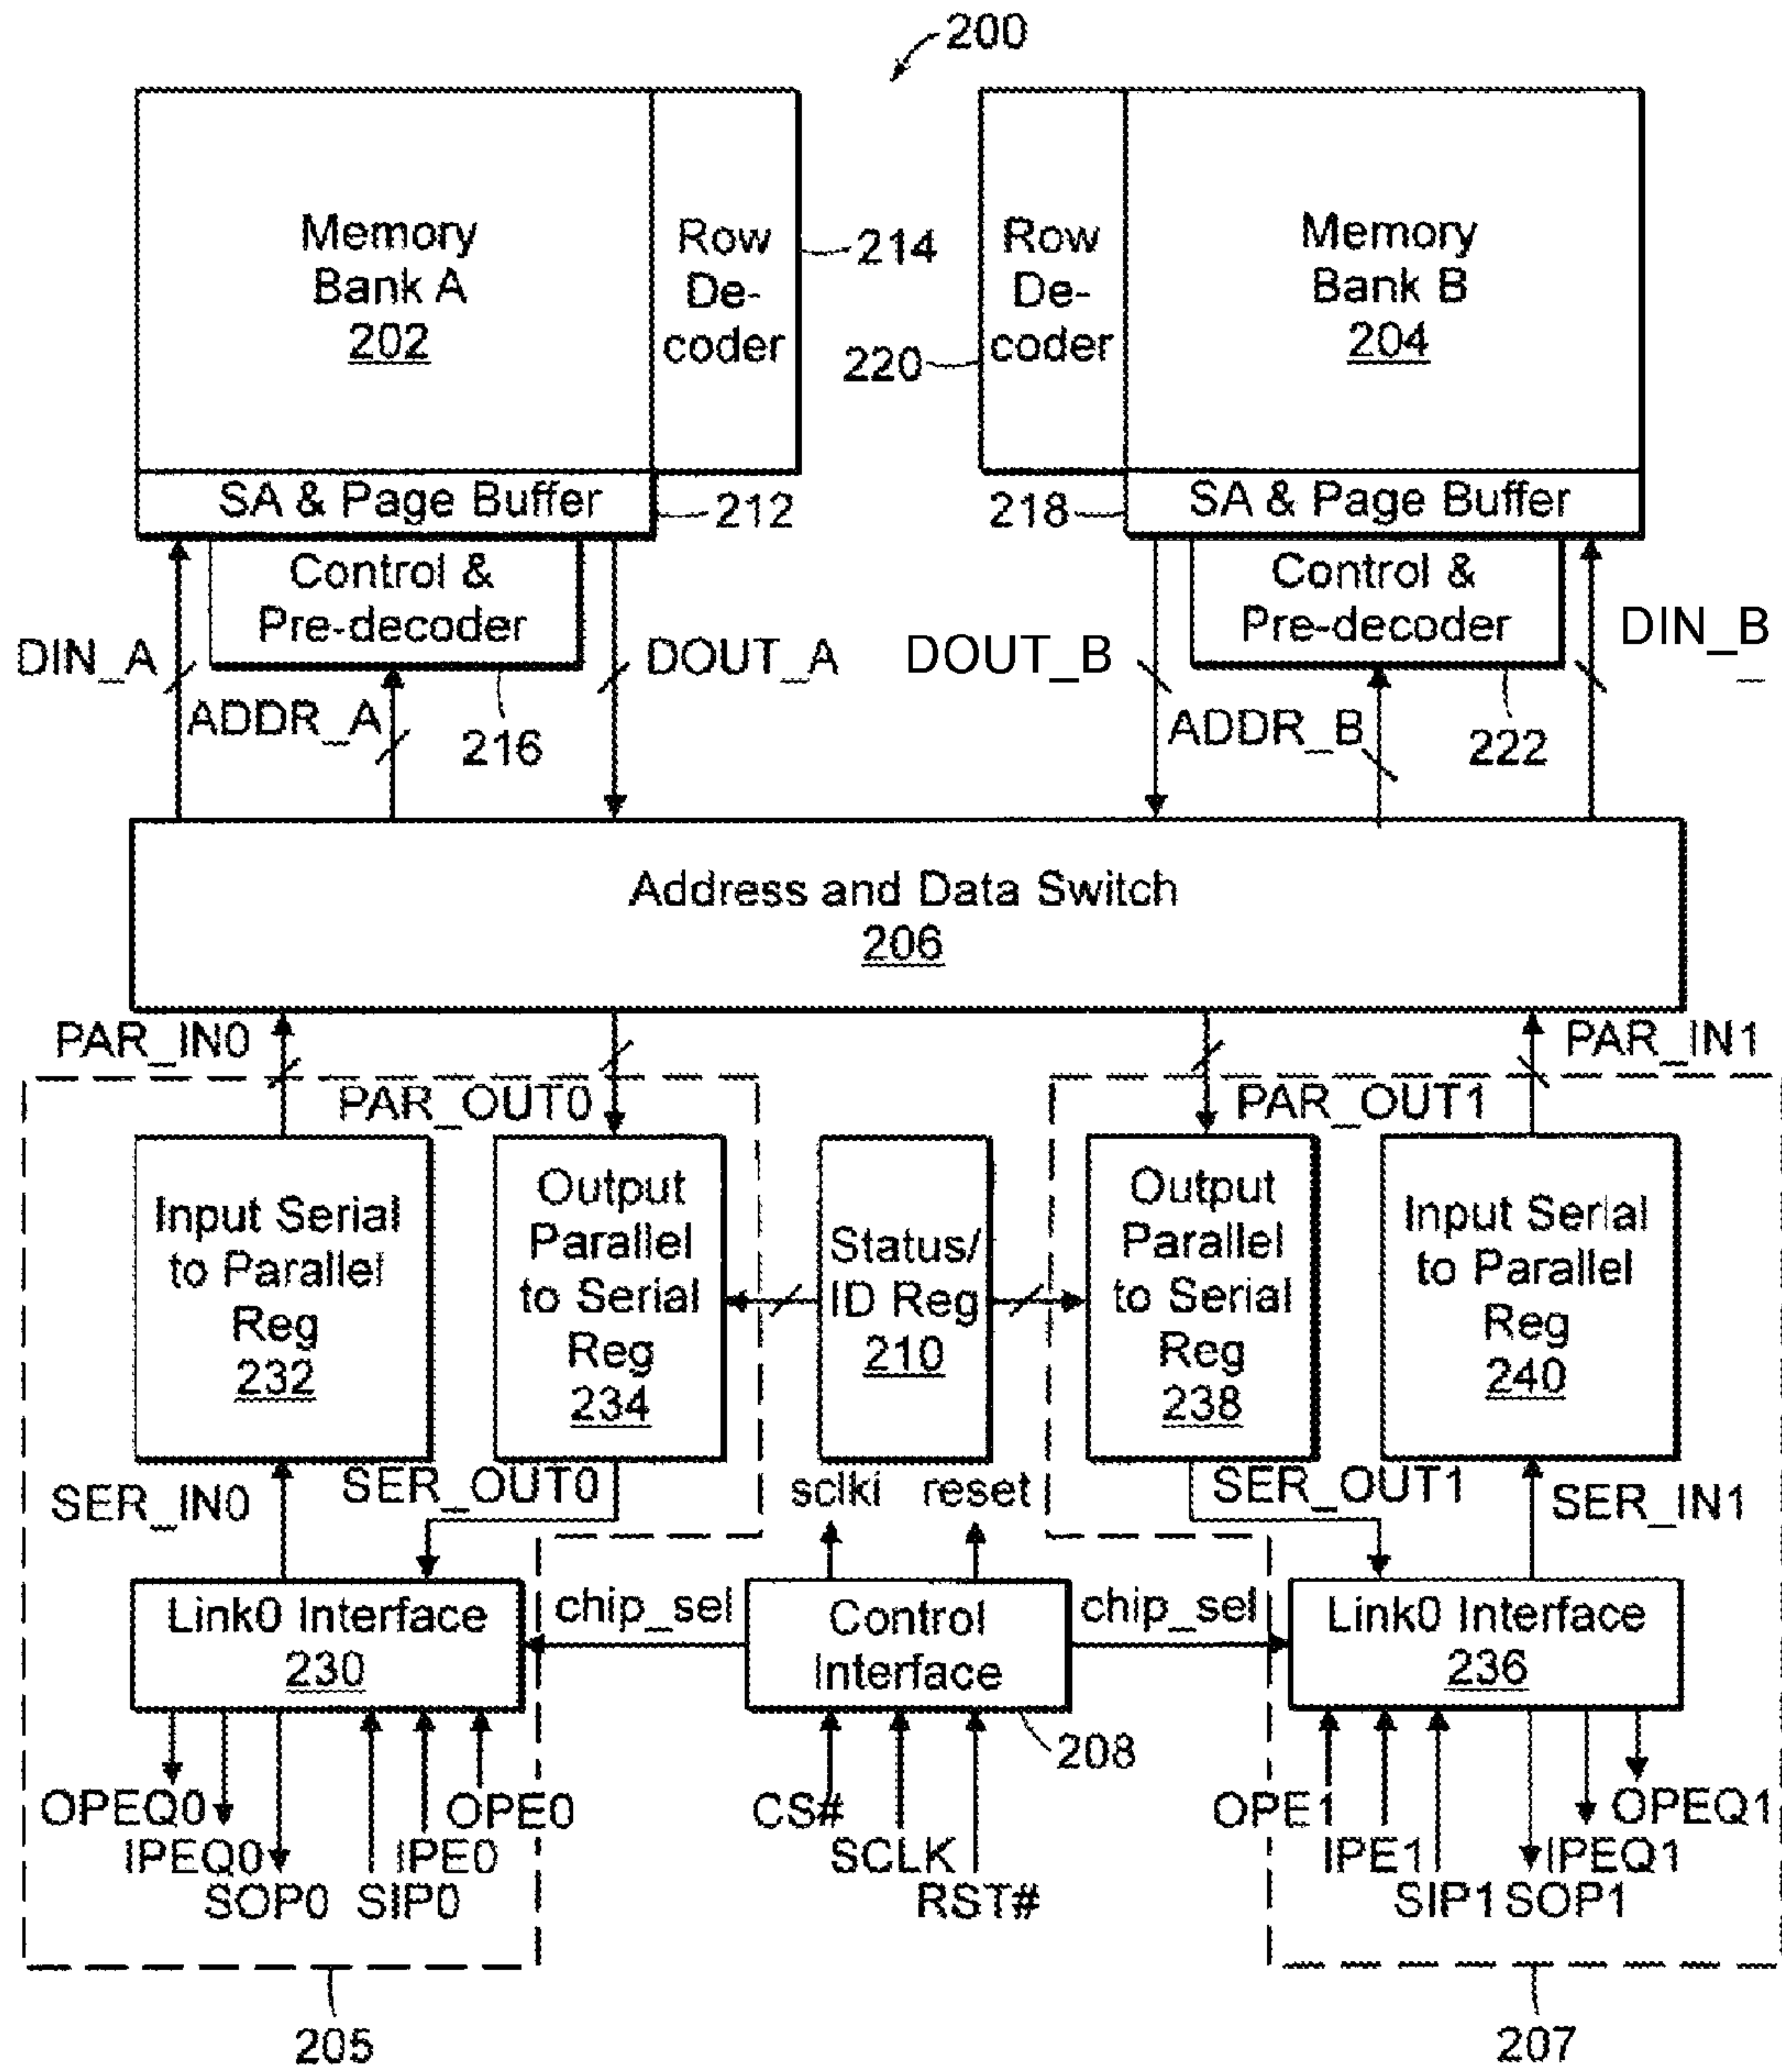 200
Memory
Bank A
202
Row
De-
coder
214
Row
De-
coder
220
Memory
Bank B
204
SA & Page Buffer
212
218
SA & Page Buffer
Control &
Pre-decoder
Control &
Pre-decoder
DIN_A
ADDR_A
216
DOUT_A
DOUT_B
ADDR_B
222
DIN_B
Address and Data Switch
206
PAR_IN0
PAR_OUT0
PAR_OUT1
PAR_IN1
Input Serial
to Parallel
Reg
232
Output
Parallel
to Serial
Reg
234
Status/
ID Reg
210
Output
Parallel
to Serial
Reg
238
Input Serial
to Parallel
Reg
240
SER_IN0
SER_OUT0
sclki
reset
SER_OUT1
SER_IN1
Link0 Interface
230
chip_sel
Control
Interface
208
chip_sel
Link0 Interface
236
OPEQ0
IPEQ0
SOP0
SIP0
IPE0
OPE0
CS#
SCLK
RST#
OPE1
IPE1
SIP1
SOP1
IPEQ1
OPEQ1
205
207